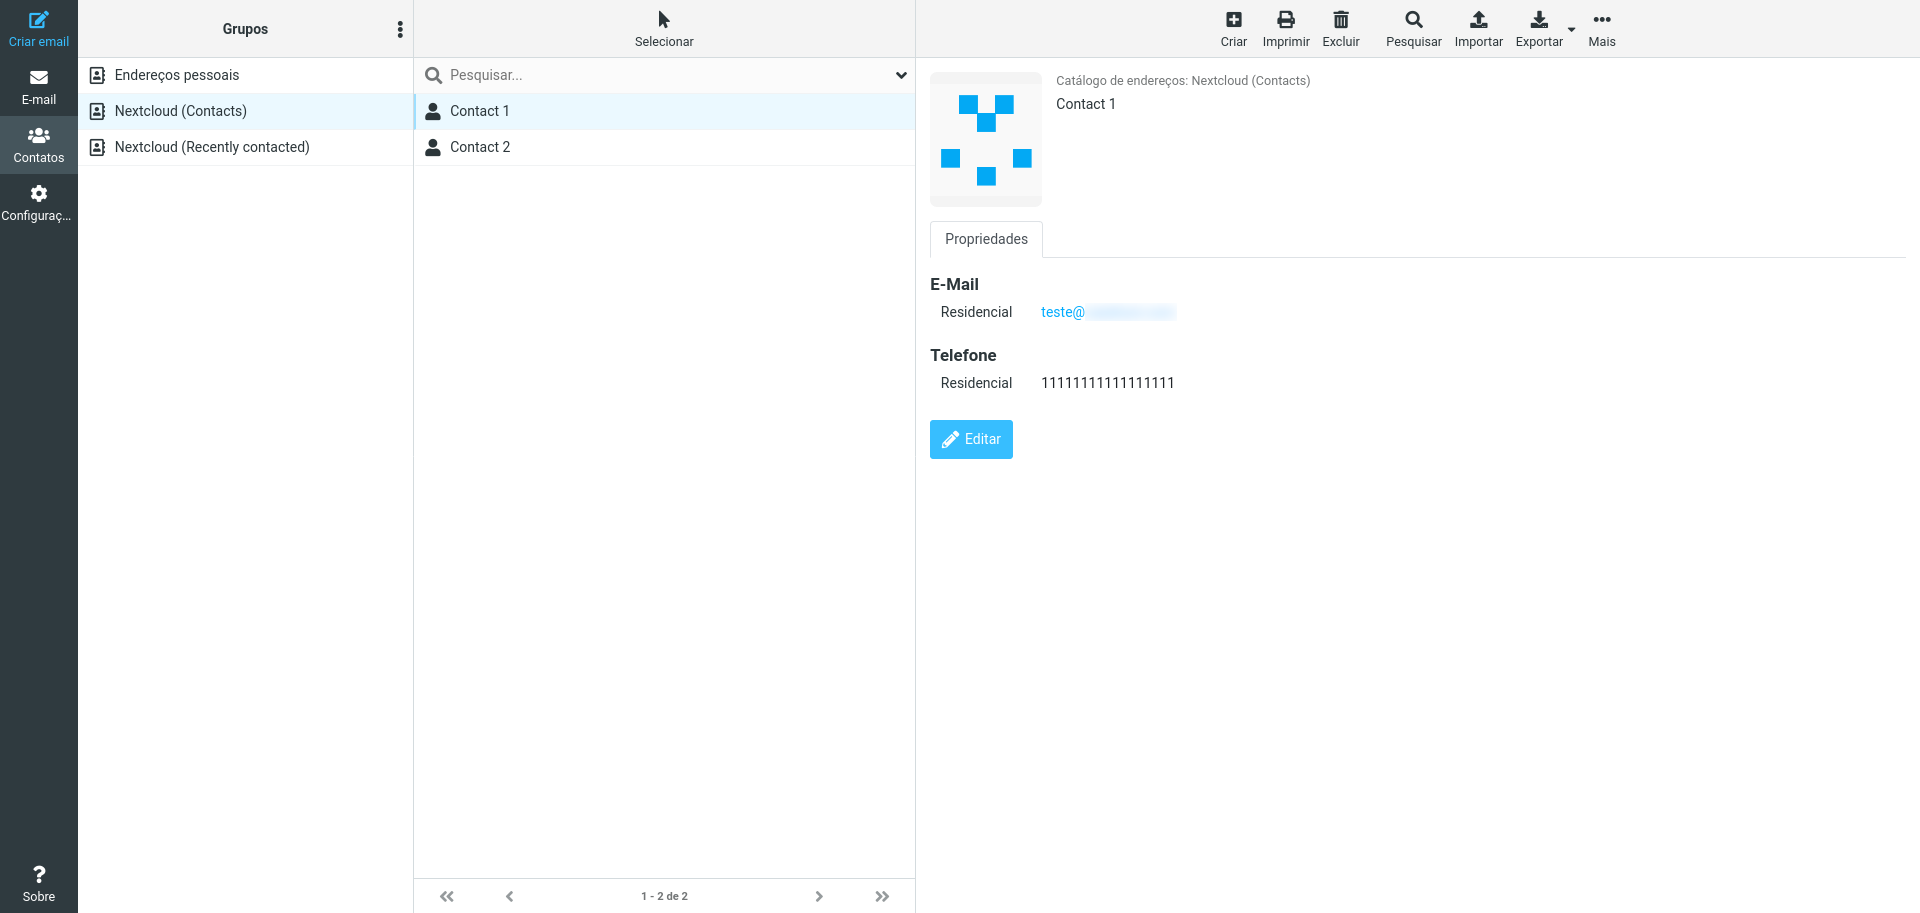 Criar email
E-mail
Contatos
Configuraç...
Sobre
Grupos
Endereços pessoais
Nextcloud (Contacts)
Nextcloud (Recently contacted)
Selecionar
Pesquisar...
Contact 1
Contact 2
1 - 2 de 2
Criar
Imprimir
Excluir
Pesquisar
Importar
Exportar
Mais
Catálogo de endereços: Nextcloud (Contacts)
Contact 1
Propriedades
E-Mail
Residencial teste@
Telefone
Residencial 11111111111111111
Editar